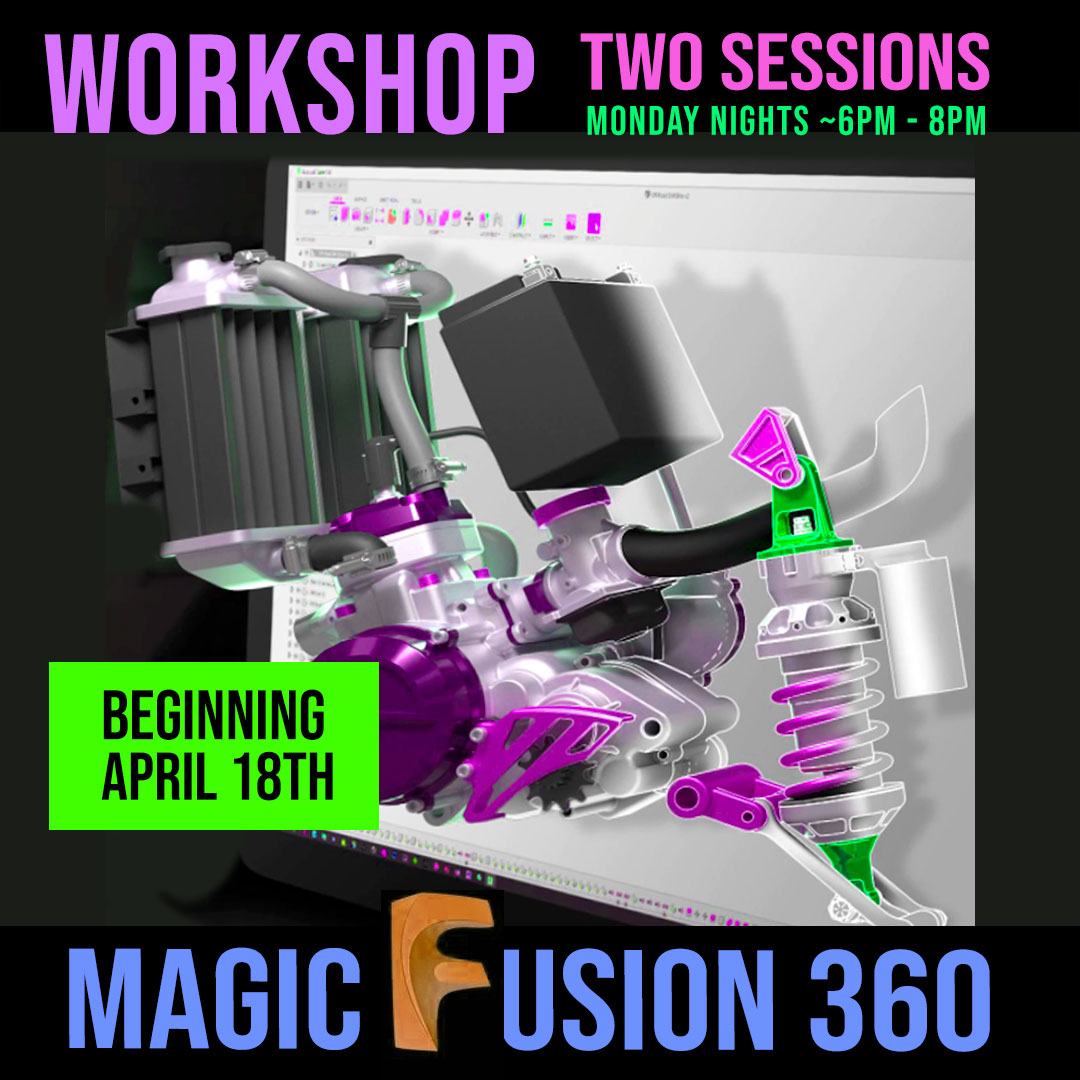 WORKSHOP
TWO SESSIONS
MONDAY NIGHTS ~6PM - 8PM
BEGINNING
APRIL 18TH
MAGIC FUSION 360